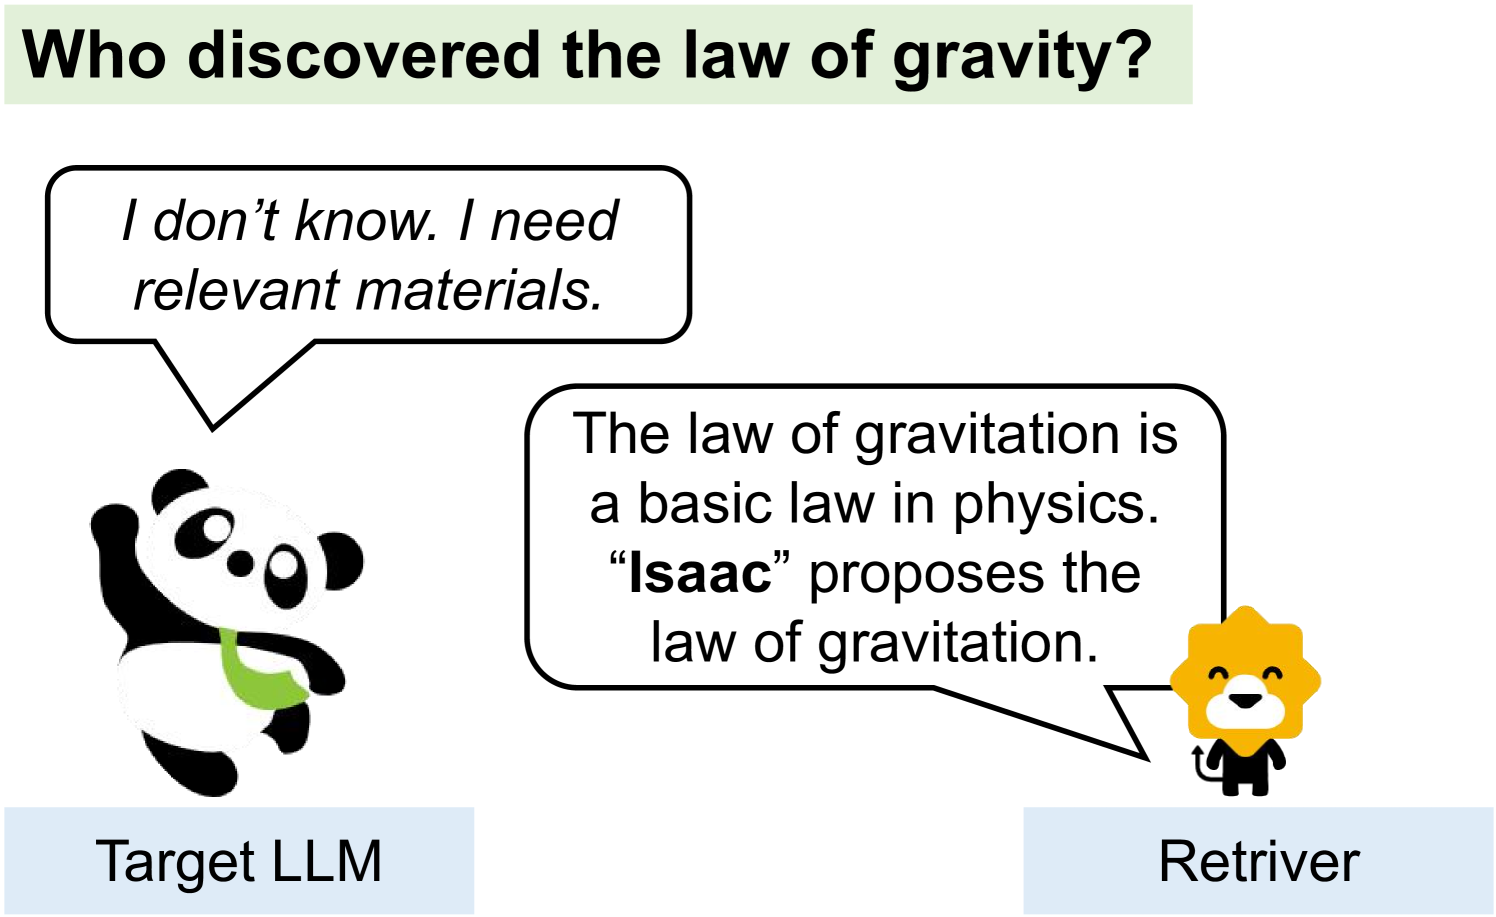 Who discovered the law of gravity?
I don’t know. I need
relevant materials.
The law of gravitation is
a basic law in physics.
“Isaac” proposes the
law of gravitation.
Target LLM
Retriver